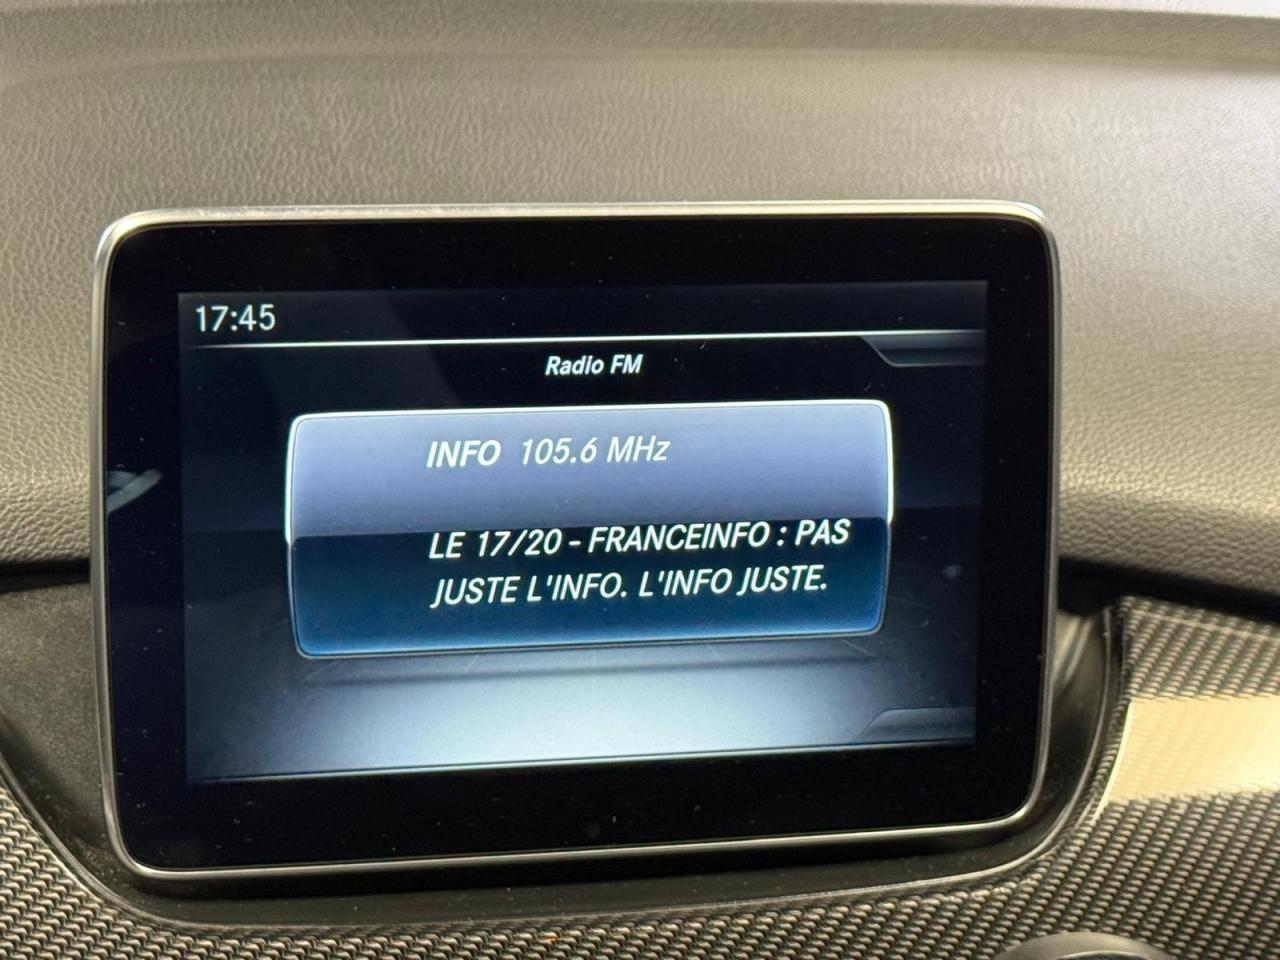 17:45
Radio FM
INFO 105.6 MHz
LE 17/20 - FRANCEINFO : PAS
JUSTE L'INFO. L'INFO JUSTE.